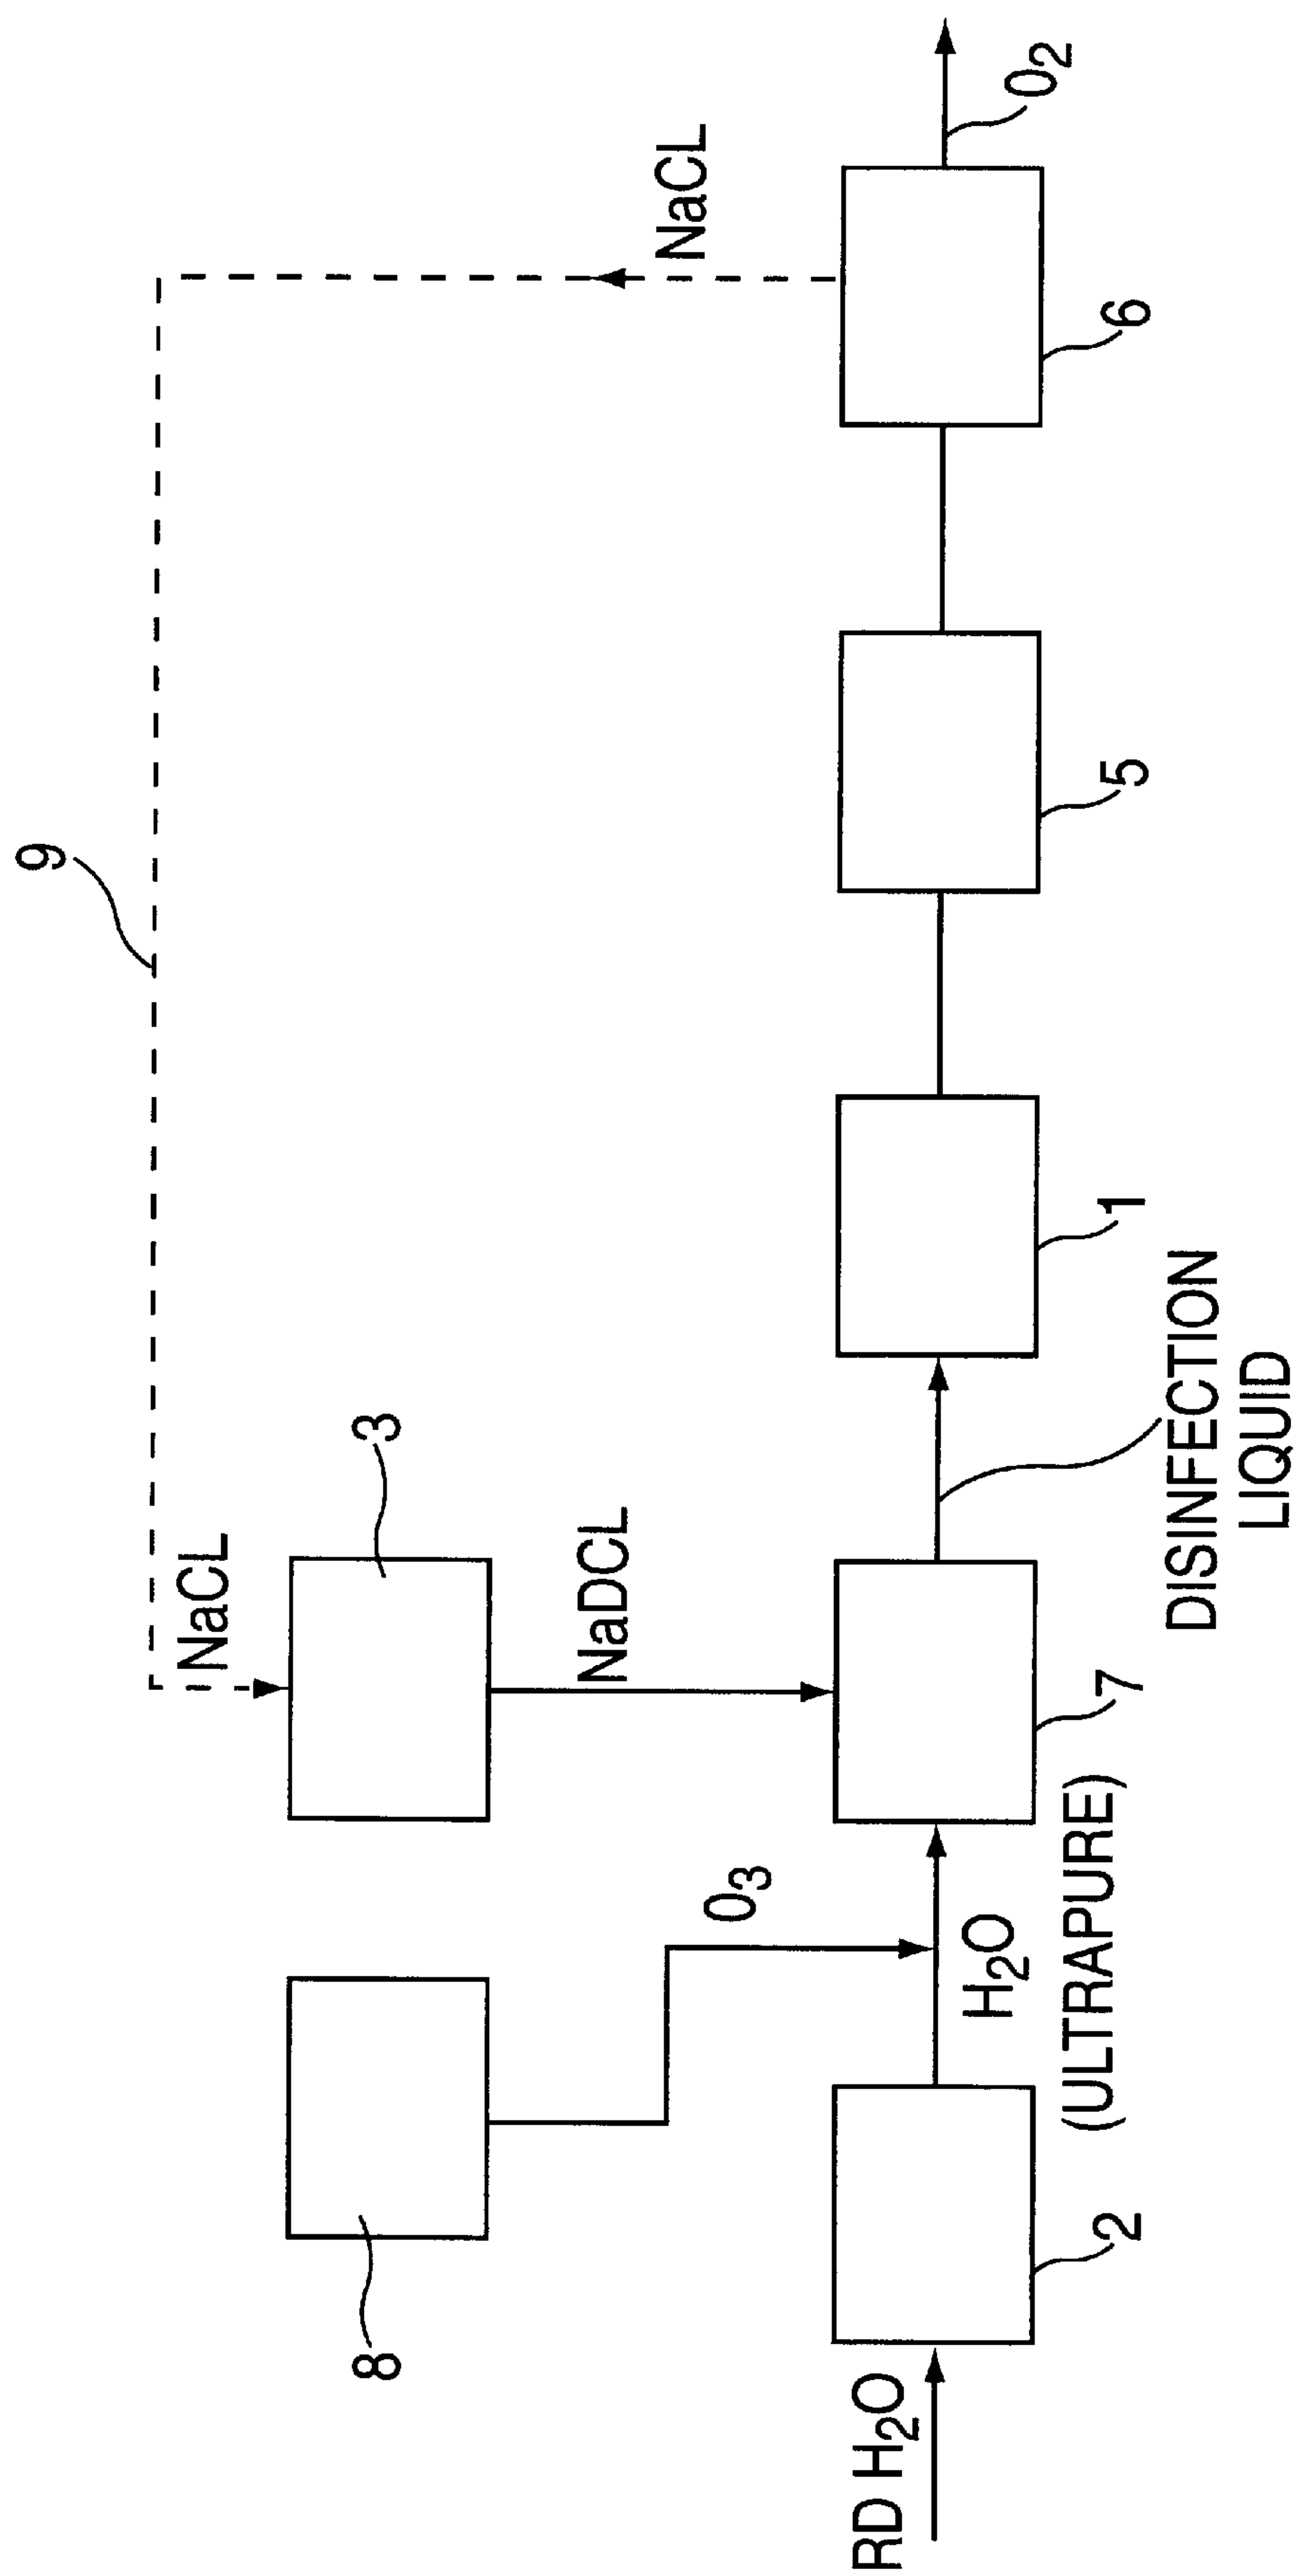 9
NaCL
NaCL
O2
3
8
NaDCL
O3
RD H2O
H2O
(ULTRAPURE)
2
7
DISINFECTION
LIQUID
1
5
6